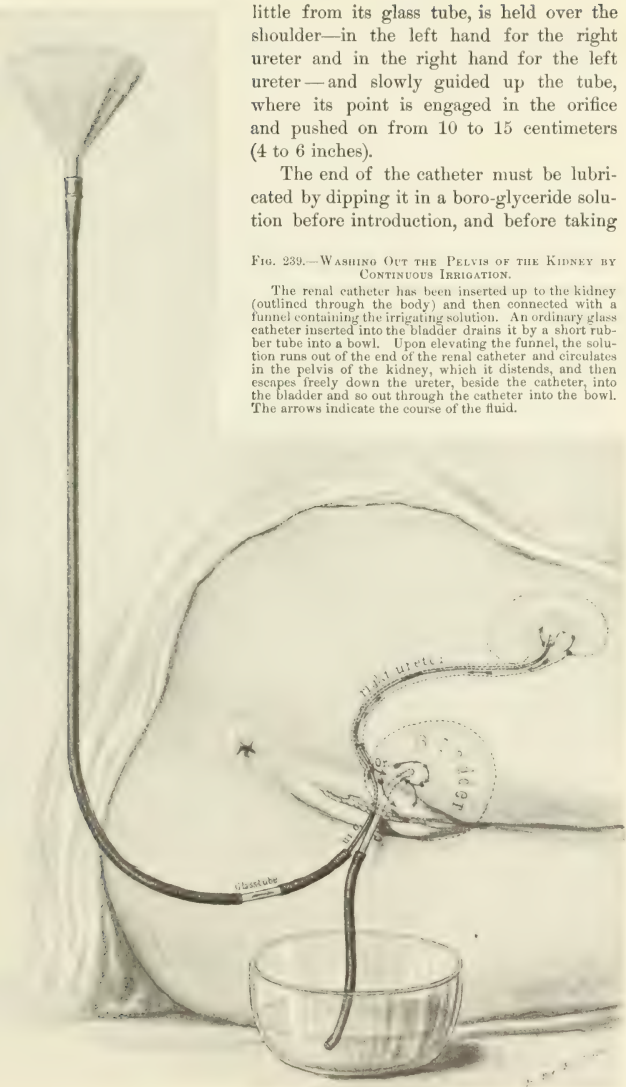 little from its glass tube, is held over the
shoulder—in the left hand for the right
ureter and in the right hand for the left
ureter—and slowly guided up the tube,
where its point is engaged in the orifice
and pushed on from 10 to 15 centimeters
(4 to 6 inches).
The end of the catheter must be lubri-
cated by dipping it in a boro-glyceride solu-
tion before introduction, and before taking
Fig. 239.—Washing Out the Pelvis of the Kidney by
Continuous Irrigation.
The renal catheter has been inserted up to the kidney
(outlined through the body) and then connected with a
funnel containing the irrigating solution. An ordinary glass
catheter inserted into the bladder drains it by a short rub-
ber tube into a bowl. Upon elevating the funnel, the solu-
tion runs out of the end of the renal catheter and circulates
in the pelvis of the kidney, which it distends, and then
escapes freely down the ureter, beside the catheter, into
the bladder and so out through the catheter into the bowl.
The arrows indicate the course of the fluid.
right ureter
Bladder
Or.
Glasstube